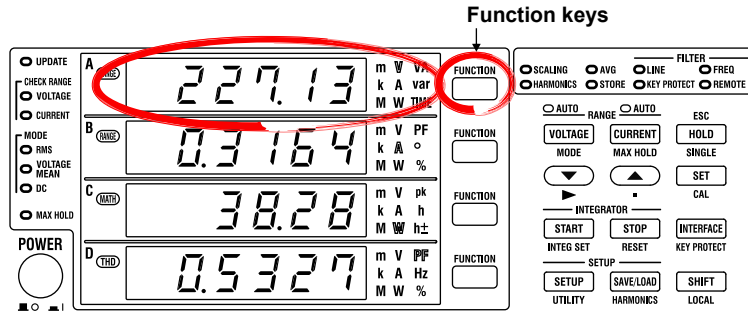 Function keys
UPDATE
CHECK RANGE
VOLTAGE
CURRENT
MODE
RMS
VOLTAGE MEAN
DC
MAX HOLD
POWER
A RANGE 227.13 m V VA
k A var
M W TIME
FUNCTION
B RANGE 0.3164 m V PF
k A °
M W %
FUNCTION
C MATH 38.28 m V pk
k A h
M W h±
FUNCTION
D THD 0.5327 m V PF
k A Hz
M W %
FUNCTION
FILTER
SCALING AVG LINE FREQ
HARMONICS STORE KEY PROTECT REMOTE
AUTO RANGE AUTO ESC
VOLTAGE CURRENT HOLD
MODE MAX HOLD SINGLE
SET
CAL
INTEGRATOR
START STOP INTERFACE
INTEG SET RESET KEY PROTECT
SETUP
SETUP SAVE/LOAD SHIFT
UTILITY HARMONICS LOCAL